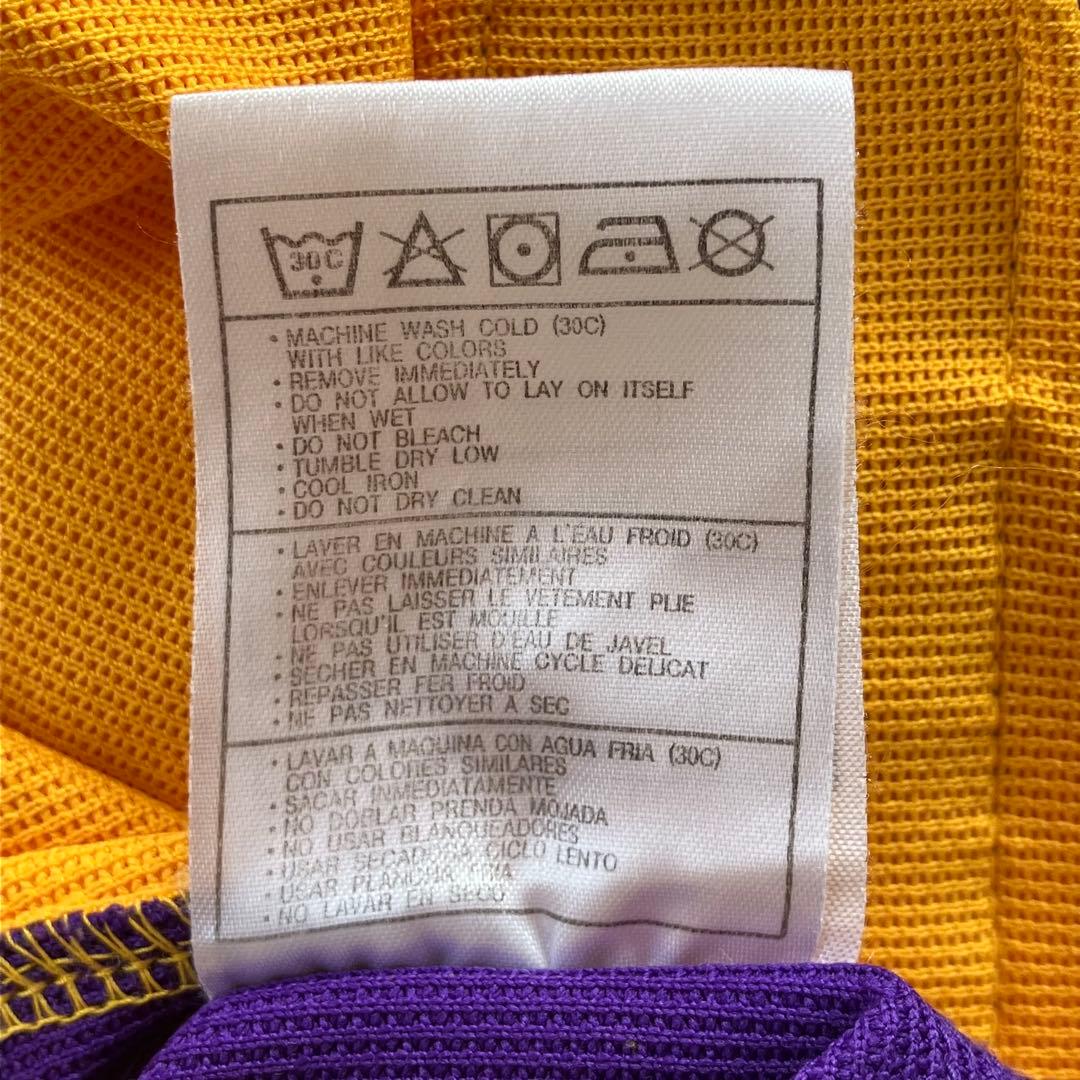 30C
• MACHINE WASH COLD (30C)
WITH LIKE COLORS
• REMOVE IMMEDIATELY
• DO NOT ALLOW TO LAY ON ITSELF
WHEN WET
• DO NOT BLEACH
• TUMBLE DRY LOW
• COOL IRON
• DO NOT DRY CLEAN
• LAVER EN MACHINE A L'EAU FROID (30C)
AVEC COULEURS SIMILAIRES
• ENLEVER IMMEDIATEMENT
• NE PAS LAISSER LE VETEMENT PLIE
LORSQU'IL EST MOUILLE
• NE PAS UTILISER D'EAU DE JAVEL
• SECHER EN MACHINE CYCLE DELICAT
• REPASSER FER FROID
• NE PAS NETTOYER A SEC
• LAVAR A MAQUINA CON AGUA FRIA (30C)
CON COLORES SIMILARES
• SACAR INMEDIATAMENTE
• NO DOBLAR PRENDA MOJADA
• NO USAR BLANQUEADORES
• USAR SECADORA CICLO LENTO
• USAR PLANCHA FRIA
• NO LAVAR EN SECO